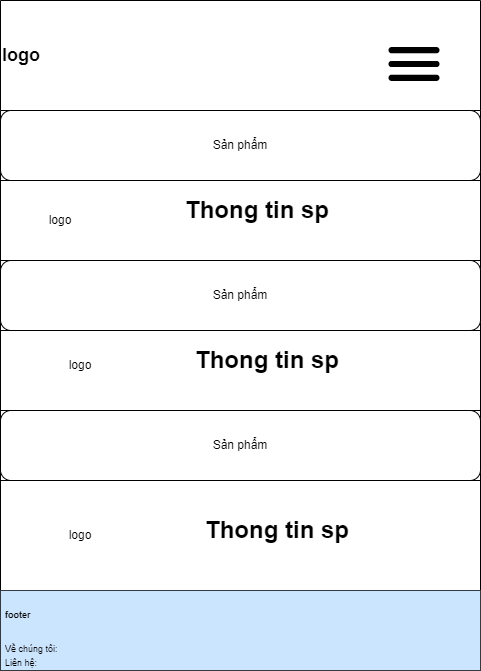 logo
Sản phẩm
logo
Thong tin sp
Sản phẩm
logo
Thong tin sp
Sản phẩm
logo
Thong tin sp
footer
Về chúng tôi:
Liên hệ: